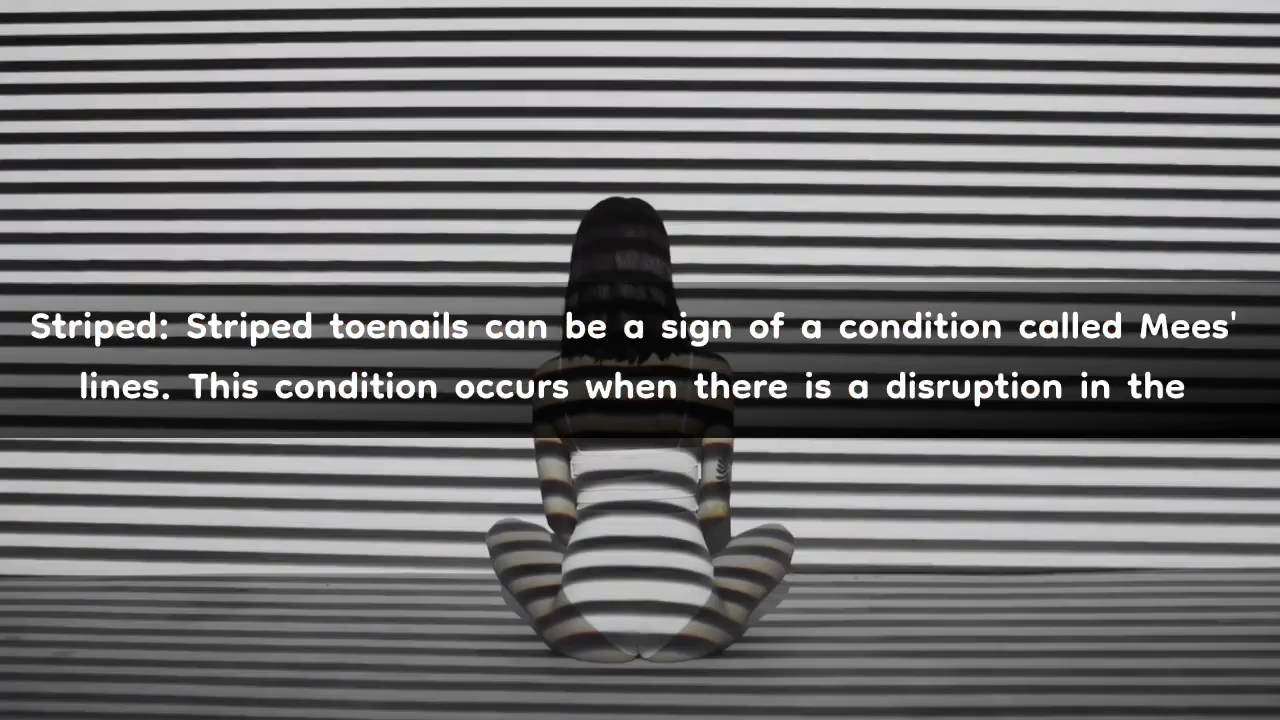 Striped: Striped toenails can be a sign of a condition called Mees'
lines. This condition occurs when there is a disruption in the